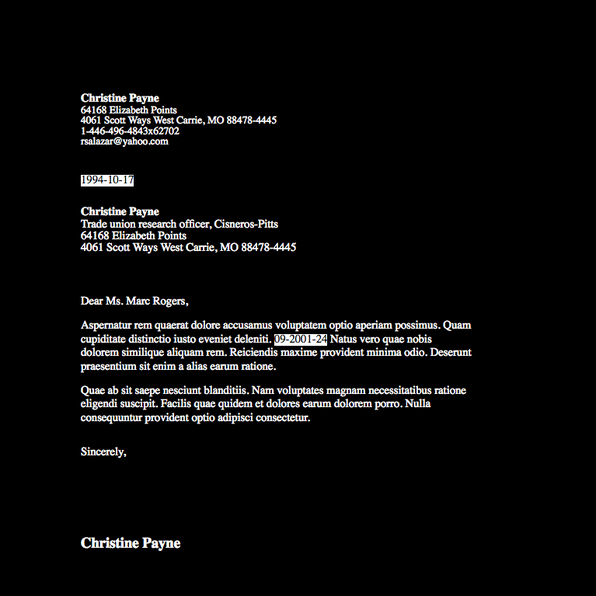 Christine Payne
64168 Elizabeth Points
4061 Scott Ways West Carrie, MO 88478-4445
1-446-496-4843x62702
rsalazar@yahoo.com
1994-10-17
Christine Payne
Trade union research officer, Cisneros-Pitts
64168 Elizabeth Points
4061 Scott Ways West Carrie, MO 88478-4445
Dear Ms. Marc Rogers,
Aspernatur rem quaerat dolore accusamus voluptatem optio aperiam possimus. Quam
cupiditate distinctio iusto eveniet deleniti. 09-2001-24 Natus vero quae nobis
dolorem similique aliquam rem. Reiciendis maxime provident minima odio. Deserunt
praesentium sit enim a alias earum ratione.
Quae ab sit saepe nesciunt blanditiis. Nam voluptates magnam necessitatibus ratione
eligendi suscipit. Facilis quae quidem et dolores earum dolorem porro. Nulla
consequuntur provident optio adipisci consectetur.
Sincerely,
Christine Payne